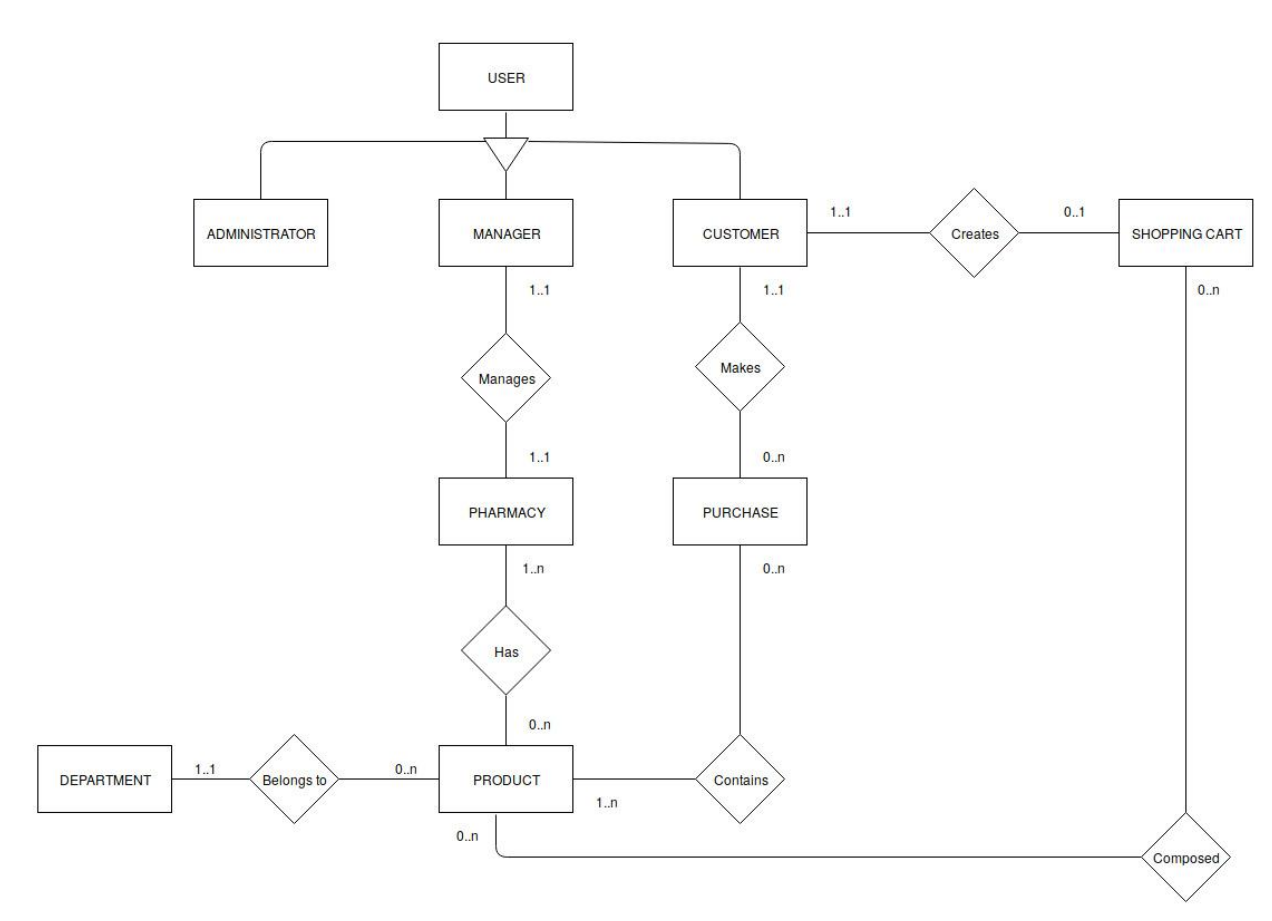 USER
ADMINISTRATOR
MANAGER
CUSTOMER
1..1
Creates
0..1
SHOPPING CART
1..1
1..1
0..n
Manages
Makes
1..1
0..n
PHARMACY
PURCHASE
1..n
0..n
Has
0..n
DEPARTMENT
1..1
Belongs to
0..n
PRODUCT
1..n
Contains
0..n
Composed